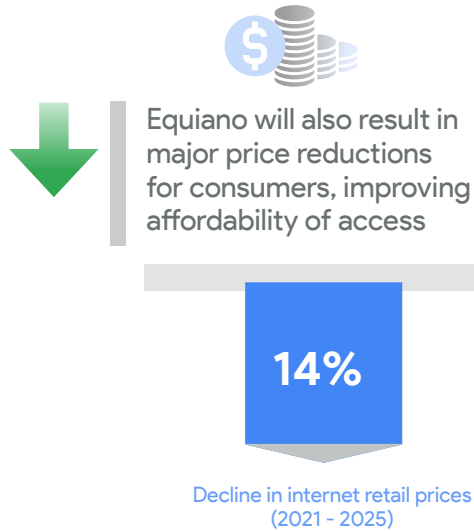 $
Equiano will also result in
major price reductions
for consumers, improving
affordability of access
14%
Decline in internet retail prices
(2021 - 2025)